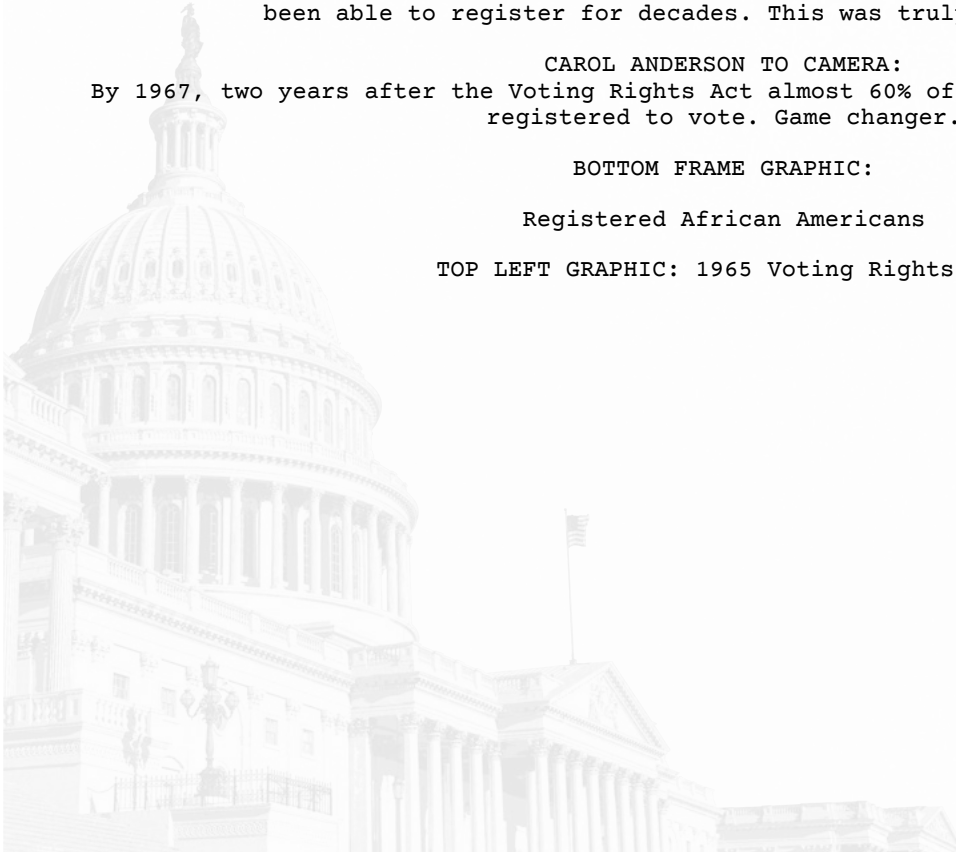 been able to register for decades. This was truly
CAROL ANDERSON TO CAMERA:
By 1967, two years after the Voting Rights Act almost 60% of
registered to vote. Game changer.
BOTTOM FRAME GRAPHIC:
Registered African Americans
TOP LEFT GRAPHIC: 1965 Voting Rights